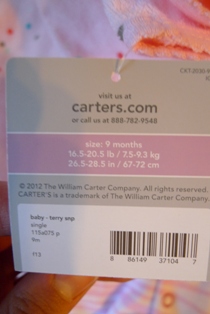 visit us at
carters.com
or call us at 888-782-9548
size: 9 months
16.5-20.5 lb / 7.5-9.3 kg
26.5-28.5 in / 67-72 cm
© 2012 The William Carter Company. All rights reserved.
CARTER'S is a trademark of The William Carter Company.
baby - terry snp
single
115a075 p
9m
f13
8 86149 37104 7